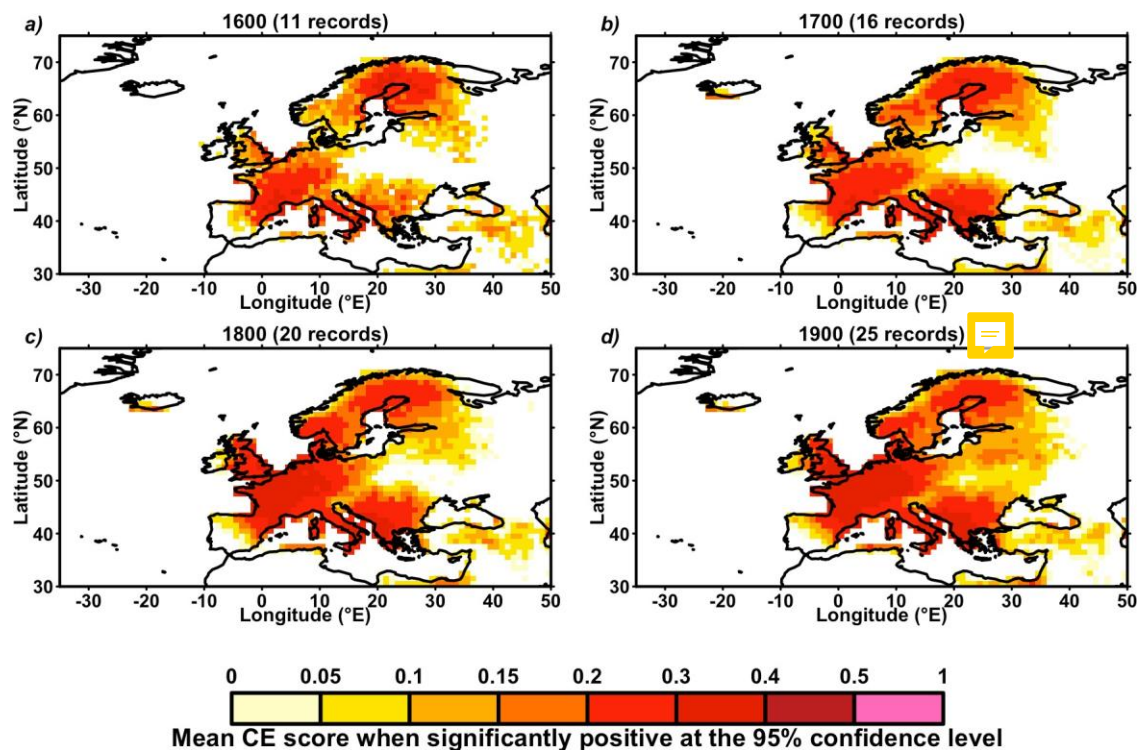 a) 1600 (11 records)
70
60
50
40
30
Latitude (°N)
-30 -20 -10 0 10 20 30 40 50
Longitude (°E)
b) 1700 (16 records)
70
60
50
40
30
Latitude (°N)
-30 -20 -10 0 10 20 30 40 50
Longitude (°E)
c) 1800 (20 records)
70
60
50
40
30
Latitude (°N)
-30 -20 -10 0 10 20 30 40 50
Longitude (°E)
d) 1900 (25 records)
70
60
50
40
30
Latitude (°N)
-30 -20 -10 0 10 20 30 40 50
Longitude (°E)
0 0.05 0.1 0.15 0.2 0.3 0.4 0.5 1
Mean CE score when significantly positive at the 95% confidence level